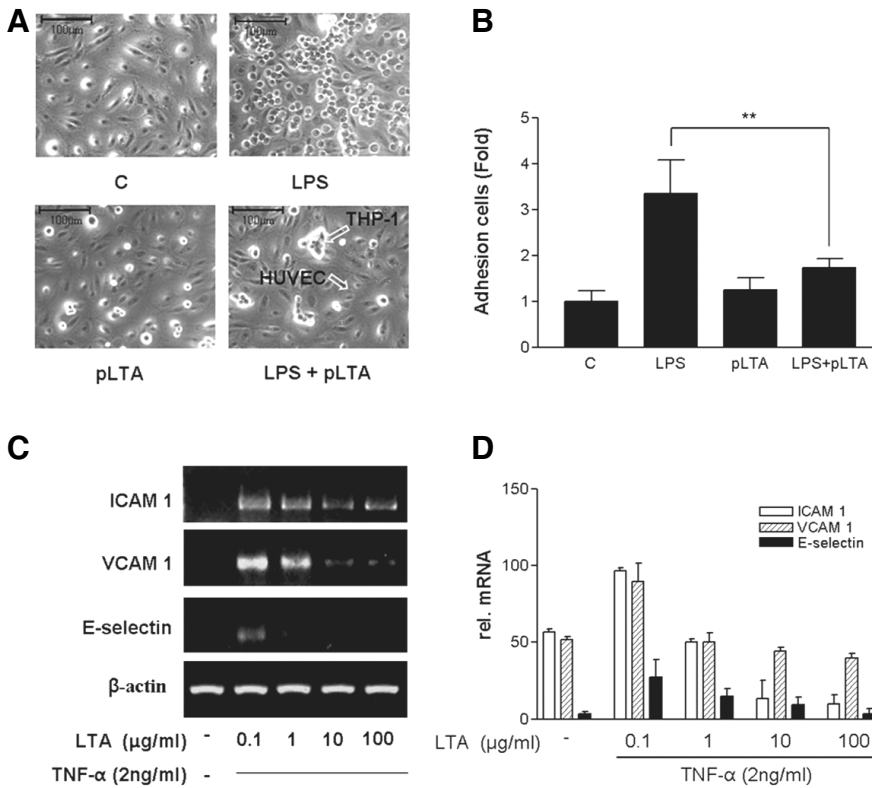 A
100μm
100μm
C
LPS
100μm
100μm
THP-1
HUVEC
pLTA
LPS + pLTA
B
Adhesion cells (Fold)
5
4
3
2
1
0
**
C
LPS
pLTA
LPS+pLTA
C
ICAM 1
VCAM 1
E-selectin
β-actin
LTA (μg/ml) - 0.1 1 10 100
TNF-α (2ng/ml) -
D
rel. mRNA
150
100
50
0
ICAM 1
VCAM 1
E-selectin
LTA (μg/ml) - 0.1 1 10 100
TNF-α (2ng/ml)